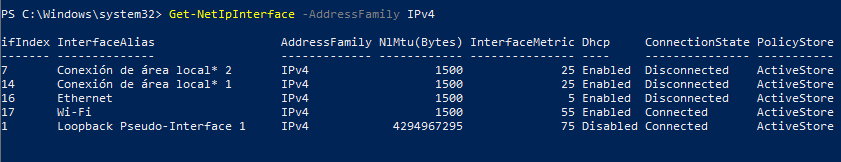 PS C:\Windows\system32> Get-NetIpInterface -AddressFamily IPv4
ifIndex InterfaceAlias AddressFamily NlMtu(Bytes) InterfaceMetric Dhcp ConnectionState PolicyStore
------- -------------- ------------- ------------ --------------- ---- --------------- -----------
7 Conexión de área local* 2 IPv4 1500 25 Enabled Disconnected ActiveStore
14 Conexión de área local* 1 IPv4 1500 25 Enabled Disconnected ActiveStore
16 Ethernet IPv4 1500 5 Enabled Disconnected ActiveStore
17 Wi-Fi IPv4 1500 55 Enabled Connected ActiveStore
1 Loopback Pseudo-Interface 1 IPv4 4294967295 75 Disabled Connected ActiveStore